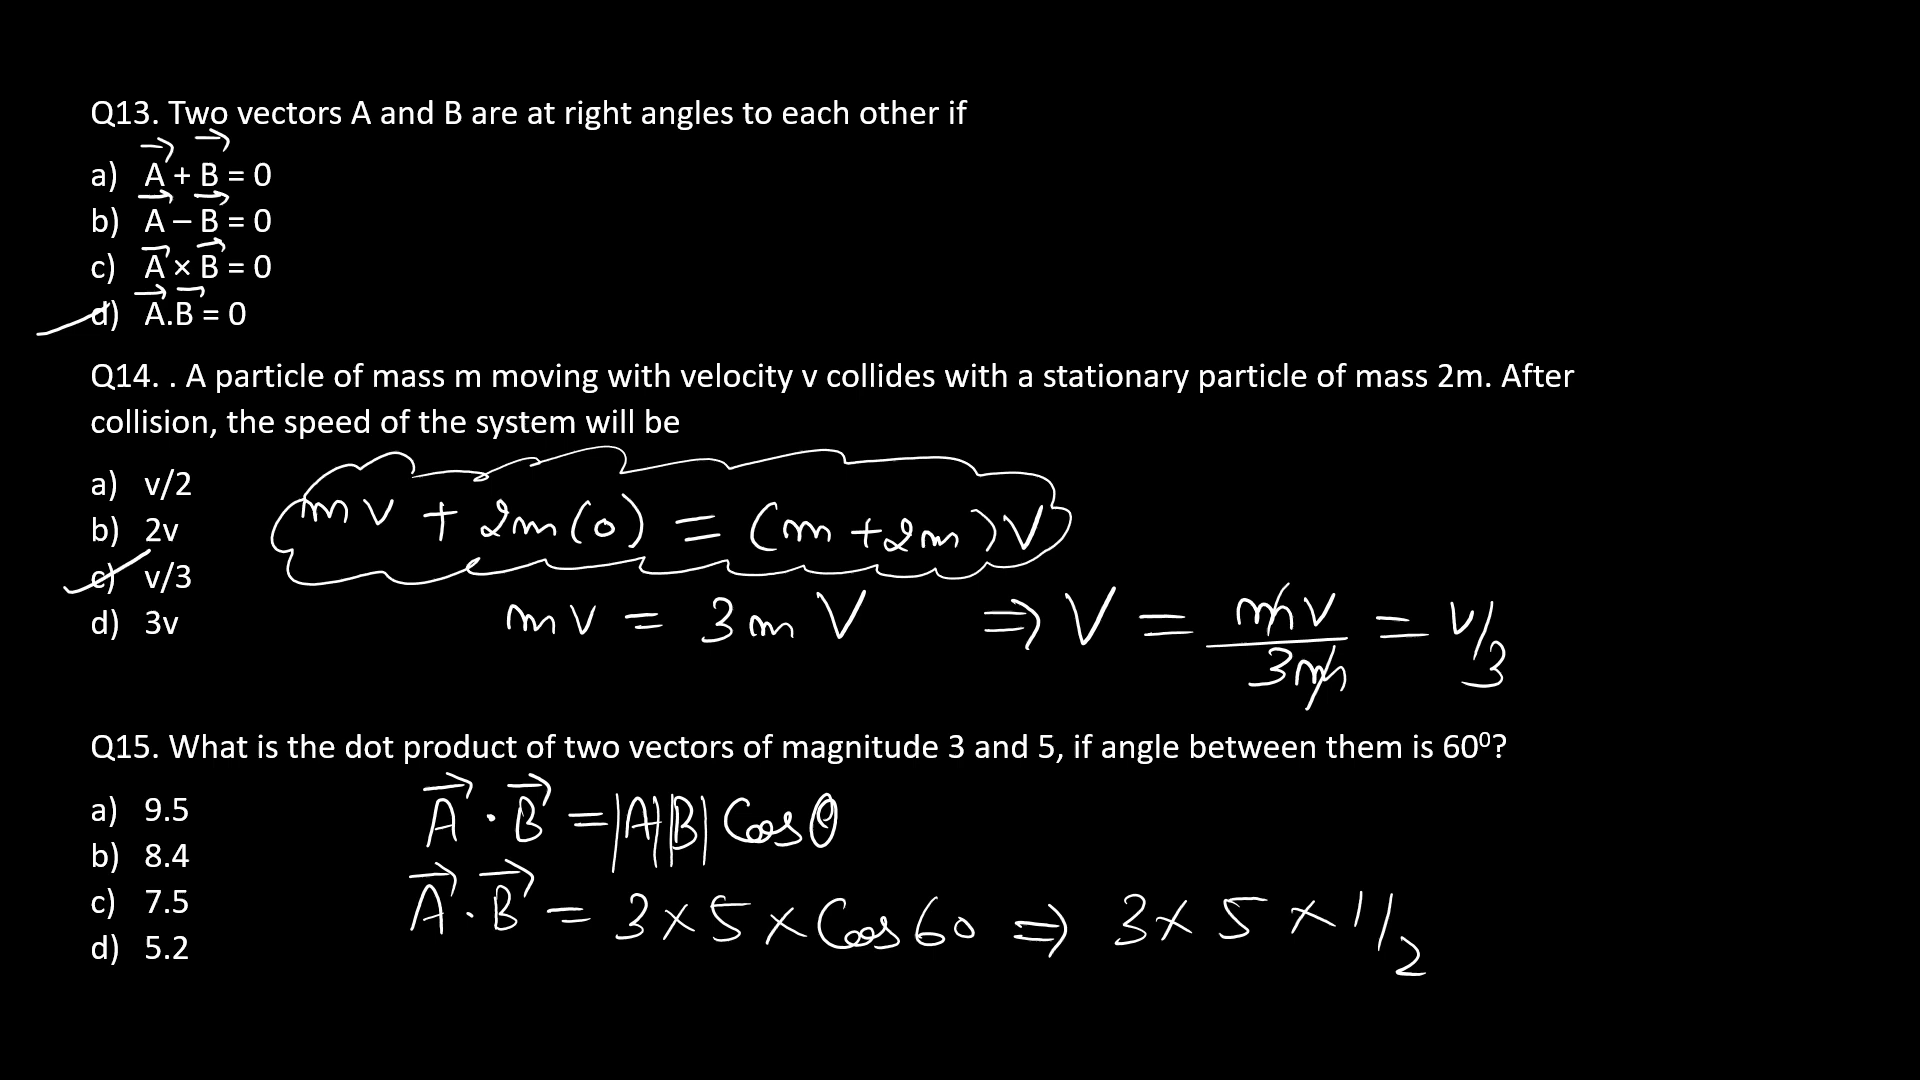 Q13. Two vectors A and B are at right angles to each other if
a) A⃗ + B⃗ = 0
b) A⃗ – B⃗ = 0
c) A⃗ × B⃗ = 0
d) A⃗.B⃗ = 0
Q14. . A particle of mass m moving with velocity v collides with a stationary particle of mass 2m. After
collision, the speed of the system will be
a) v/2
b) 2v
c) v/3
d) 3v
mv + 2m(0) = (m+2m)V
mv = 3mV ⇒ V = mv/3m = v/3
Q15. What is the dot product of two vectors of magnitude 3 and 5, if angle between them is 60⁰?
a) 9.5
b) 8.4
c) 7.5
d) 5.2
A⃗ · B⃗ = |A||B| Cosθ
A⃗ . B⃗ = 3×5×Cos60 ⇒ 3×5×1/2